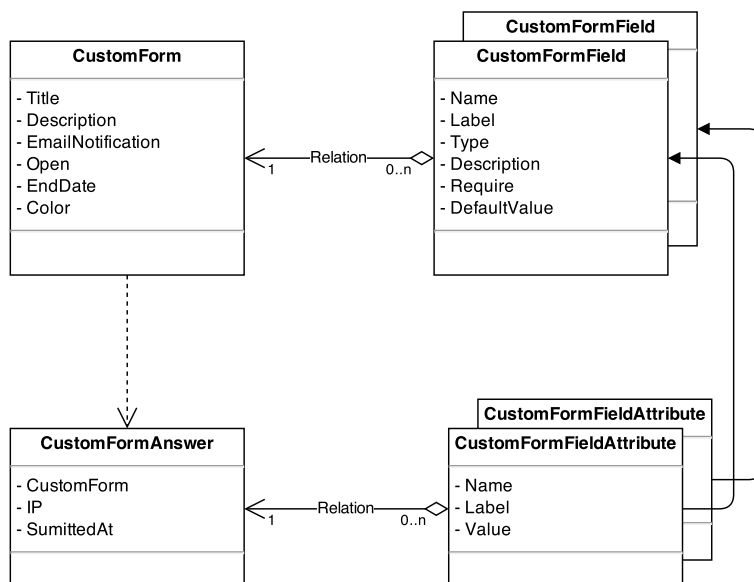 CustomFormField
CustomForm
CustomFormField
- Title
- Description
- EmailNotification
- Open
- EndDate
- Color
Relation
1
0..n
- Name
- Label
- Type
- Description
- Require
- DefaultValue
CustomFormFieldAttribute
CustomFormAnswer
CustomFormFieldAttribute
- CustomForm
- IP
- SumittedAt
Relation
1
0..n
- Name
- Label
- Value